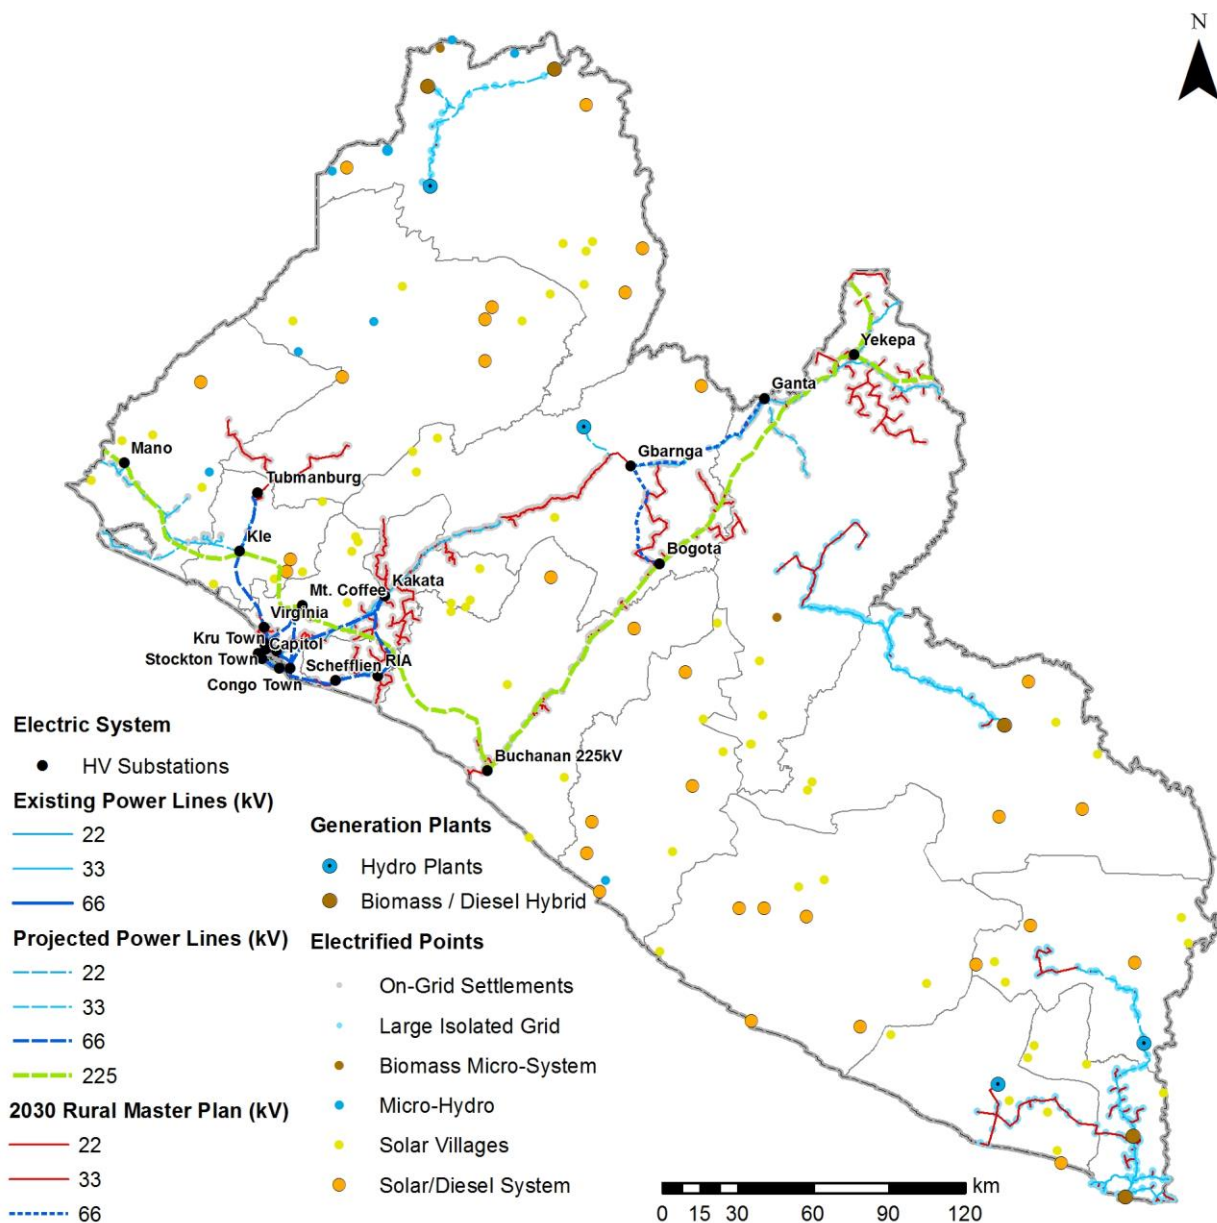 N
Yekepa
Ganta
Mano
Gbarnga
Tubmanburg
Kle
Bogota
Mt. Coffee
Kakata
Virginia
Kru Town
Capitol
Stockton Town
Schefflien
RIA
Congo Town
Buchanan 225kV
Electric System
HV Substations
Existing Power Lines (kV)
22
33
66
Projected Power Lines (kV)
22
33
66
225
2030 Rural Master Plan (kV)
22
33
66
Generation Plants
Hydro Plants
Biomass / Diesel Hybrid
Electrified Points
On-Grid Settlements
Large Isolated Grid
Biomass Micro-System
Micro-Hydro
Solar Villages
Solar/Diesel System
km
0 15 30 60 90 120